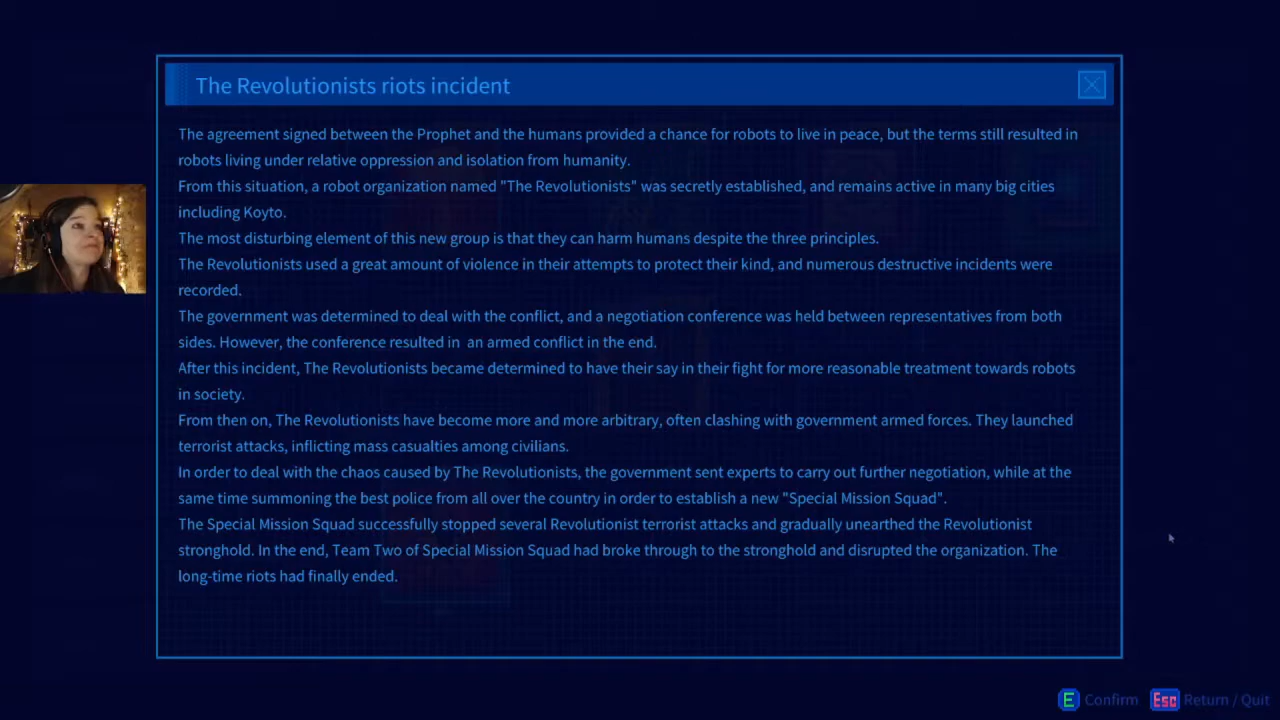 The Revolutionists riots incident
The agreement signed between the Prophet and the humans provided a chance for robots to live in peace, but the terms still resulted in
robots living under relative oppression and isolation from humanity.
From this situation, a robot organization named "The Revolutionists" was secretly established, and remains active in many big cities
including Koyto.
The most disturbing element of this new group is that they can harm humans despite the three principles.
The Revolutionists used a great amount of violence in their attempts to protect their kind, and numerous destructive incidents were
recorded.
The government was determined to deal with the conflict, and a negotiation conference was held between representatives from both
sides. However, the conference resulted in  an armed conflict in the end.
After this incident, The Revolutionists became determined to have their say in their fight for more reasonable treatment towards robots
in society.
From then on, The Revolutionists have become more and more arbitrary, often clashing with government armed forces. They launched
terrorist attacks, inflicting mass casualties among civilians.
In order to deal with the chaos caused by The Revolutionists, the government sent experts to carry out further negotiation, while at the
same time summoning the best police from all over the country in order to establish a new "Special Mission Squad".
The Special Mission Squad successfully stopped several Revolutionist terrorist attacks and gradually unearthed the Revolutionist
stronghold. In the end, Team Two of Special Mission Squad had broke through to the stronghold and disrupted the organization. The
long-time riots had finally ended.
E Confirm Esc Return / Quit